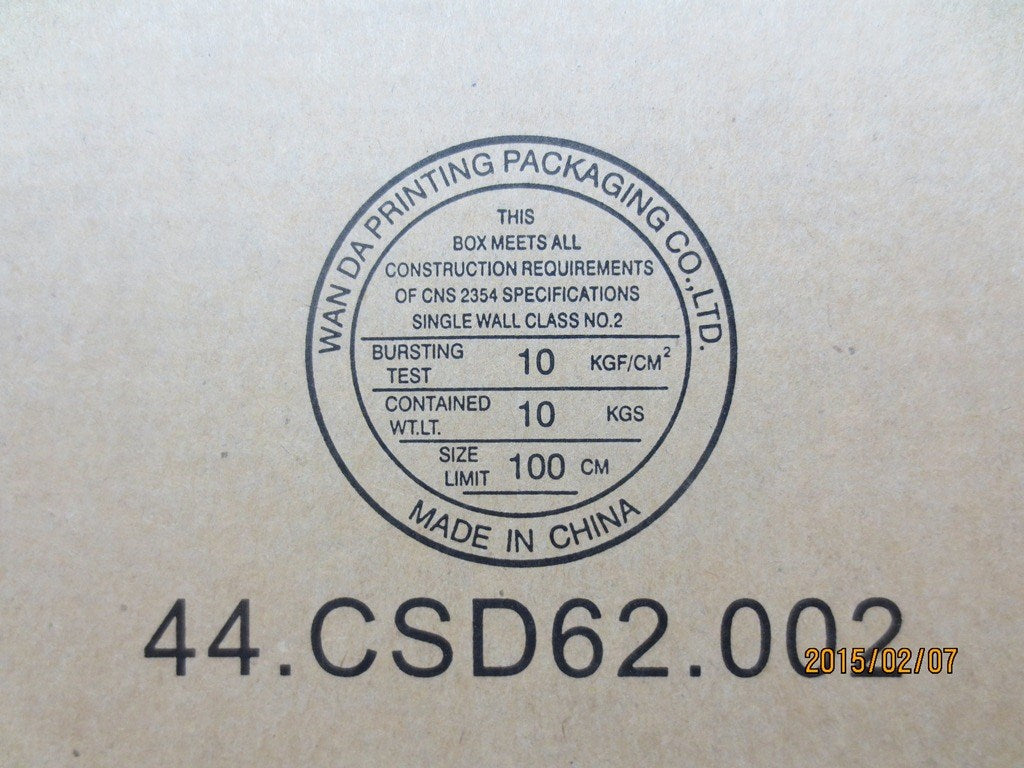 WAN DA PRINTING PACKAGING CO.,LTD.
THIS
BOX MEETS ALL
CONSTRUCTION REQUIREMENTS
OF CNS 2354 SPECIFICATIONS
SINGLE WALL CLASS NO.2
BURSTING TEST 10 KGF/CM²
CONTAINED WT.LT. 10 KGS
SIZE LIMIT 100 CM
MADE IN CHINA
44.CSD62.002
2015/02/07